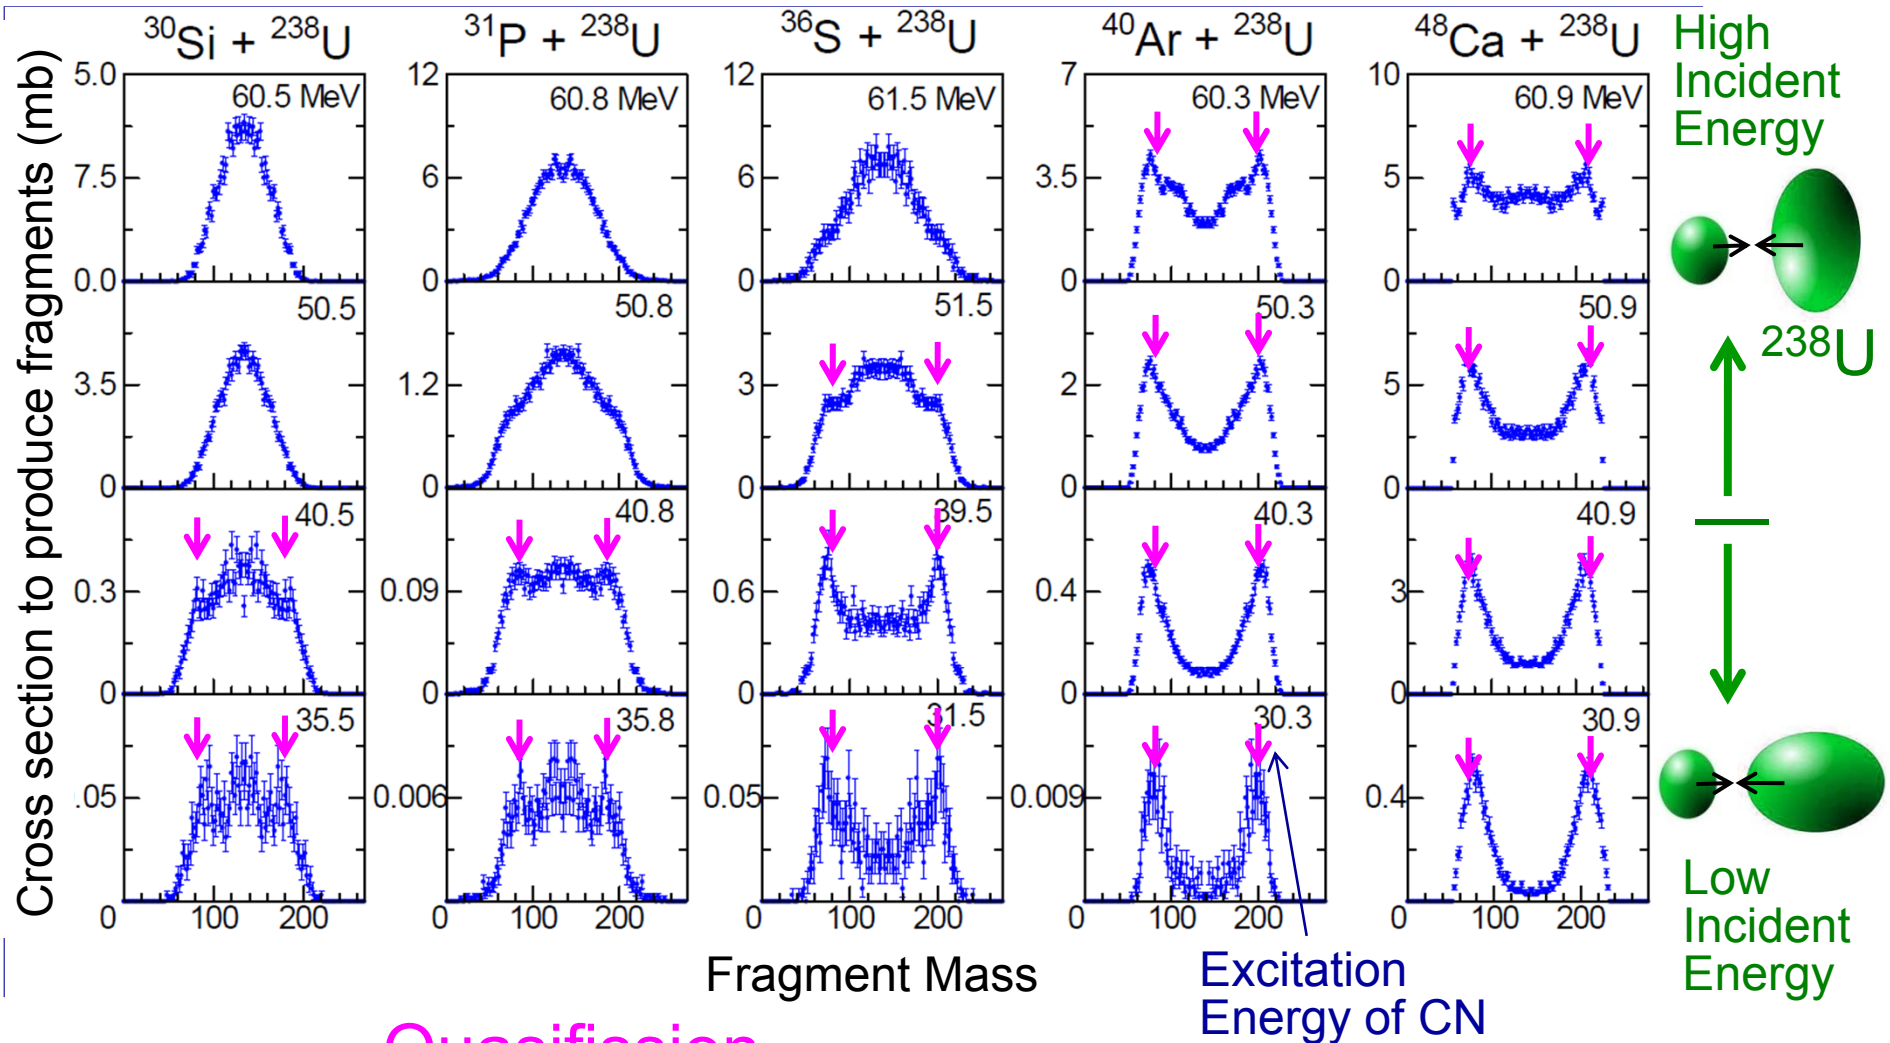 30Si + 238U
31P + 238U
36S + 238U
40Ar + 238U
48Ca + 238U
High
Incident
Energy
Cross section to produce fragments (mb)
5.0
60.5 MeV
7.5
0.0
12
60.8 MeV
6
0
12
61.5 MeV
6
0
7
60.3 MeV
3.5
0
10
60.9 MeV
5
0
50.5
3.5
0
50.8
1.2
0
51.5
3
0
50.3
2
0
50.9
5
0
238U
40.5
0.3
0
40.8
0.09
0
39.5
0.6
0
40.3
0.4
0
40.9
3
0
35.5
.05
0 100 200
35.8
0.006
0 100 200
31.5
0.05
0 100 200
30.3
0.009
0 100 200
30.9
0.4
0 100 200
Low
Incident
Energy
Fragment Mass
Excitation
Energy of CN
Quasifission